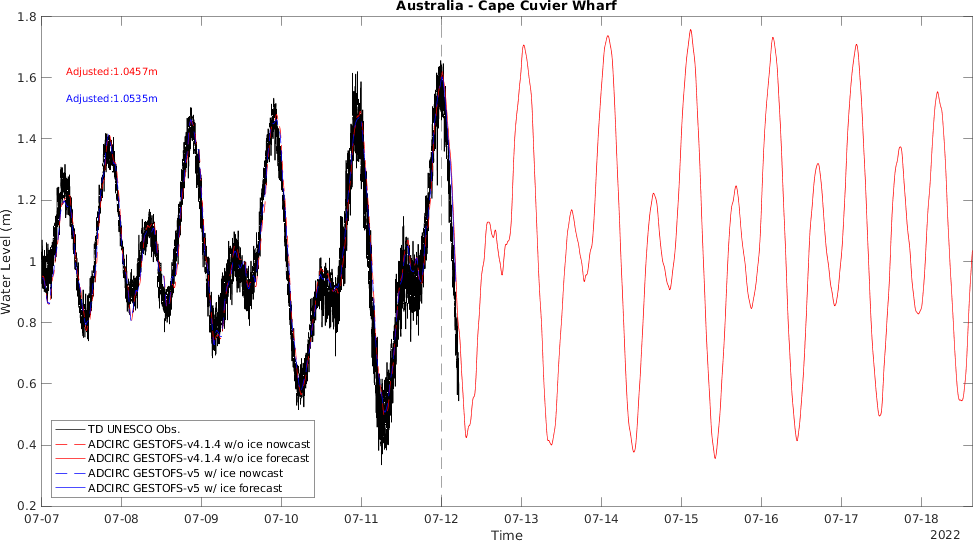 Australia - Cape Cuvier Wharf
1.8
1.6
1.4
1.2
1
0.8
0.6
0.4
0.2
Water Level (m)
Adjusted:1.0457m
Adjusted:1.0535m
TD UNESCO Obs.
ADCIRC GESTOFS-v4.1.4 w/o ice nowcast
ADCIRC GESTOFS-v4.1.4 w/o ice forecast
ADCIRC GESTOFS-v5 w/ ice nowcast
ADCIRC GESTOFS-v5 w/ ice forecast
07-07 07-08 07-09 07-10 07-11 07-12 07-13 07-14 07-15 07-16 07-17 07-18
Time
2022